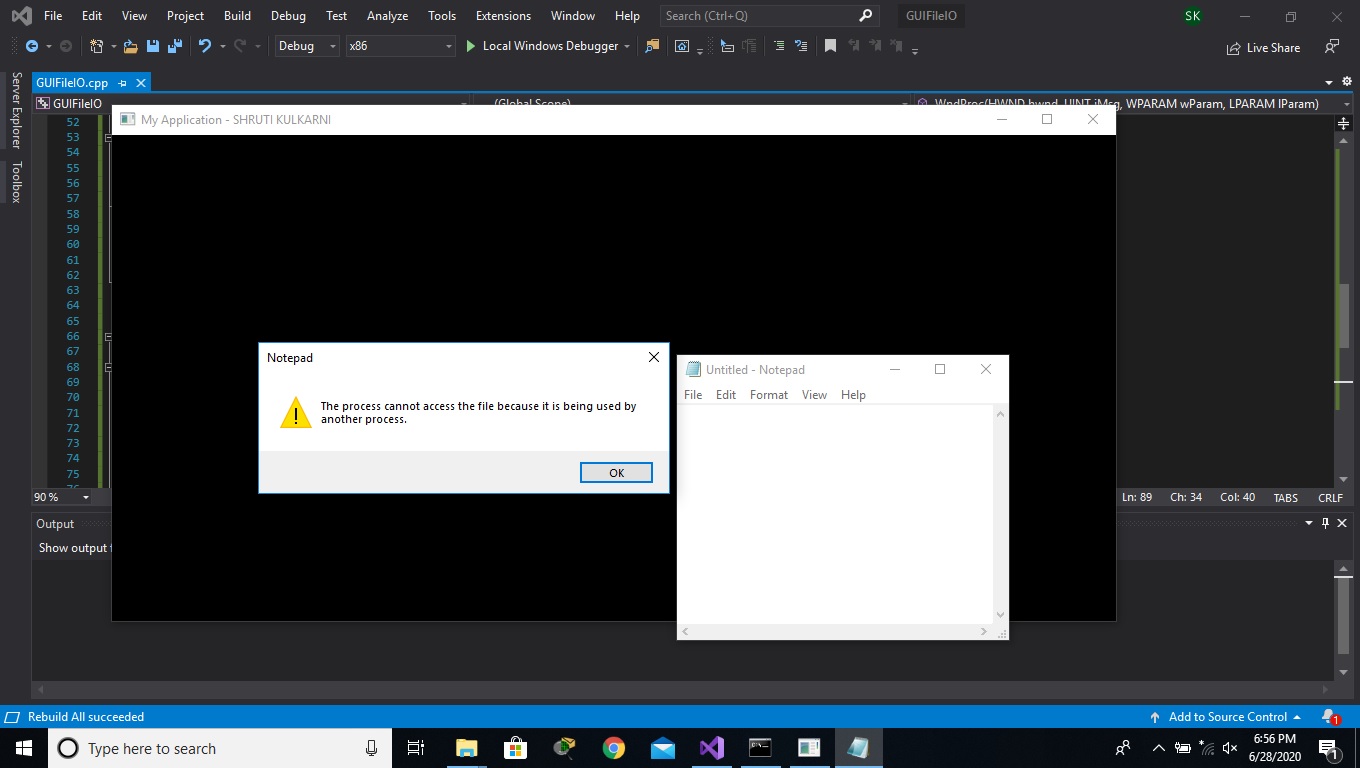 File Edit View Project Build Debug Test Analyze Tools Extensions Window Help Search (Ctrl+Q) GUIFileIO SK
Debug x86 Local Windows Debugger Live Share
GUIFileIO.cpp
GUIFileIO (Global Scope) WndProc(HWND hwnd, UINT iMsg, WPARAM wParam, LPARAM lParam)
Server Explorer
Toolbox
My Application - SHRUTI KULKARNI
52
53
54
55
56
57
58
59
60
61
62
63
64
65
66
67
68
69
70
71
72
73
74
75
76
Notepad
The process cannot access the file because it is being used by
another process.
OK
Untitled - Notepad
File Edit Format View Help
90 % Ln: 89 Ch: 34 Col: 40 TABS CRLF
Output
Show output
Rebuild All succeeded Add to Source Control 1
Type here to search
6:56 PM
6/28/2020
1